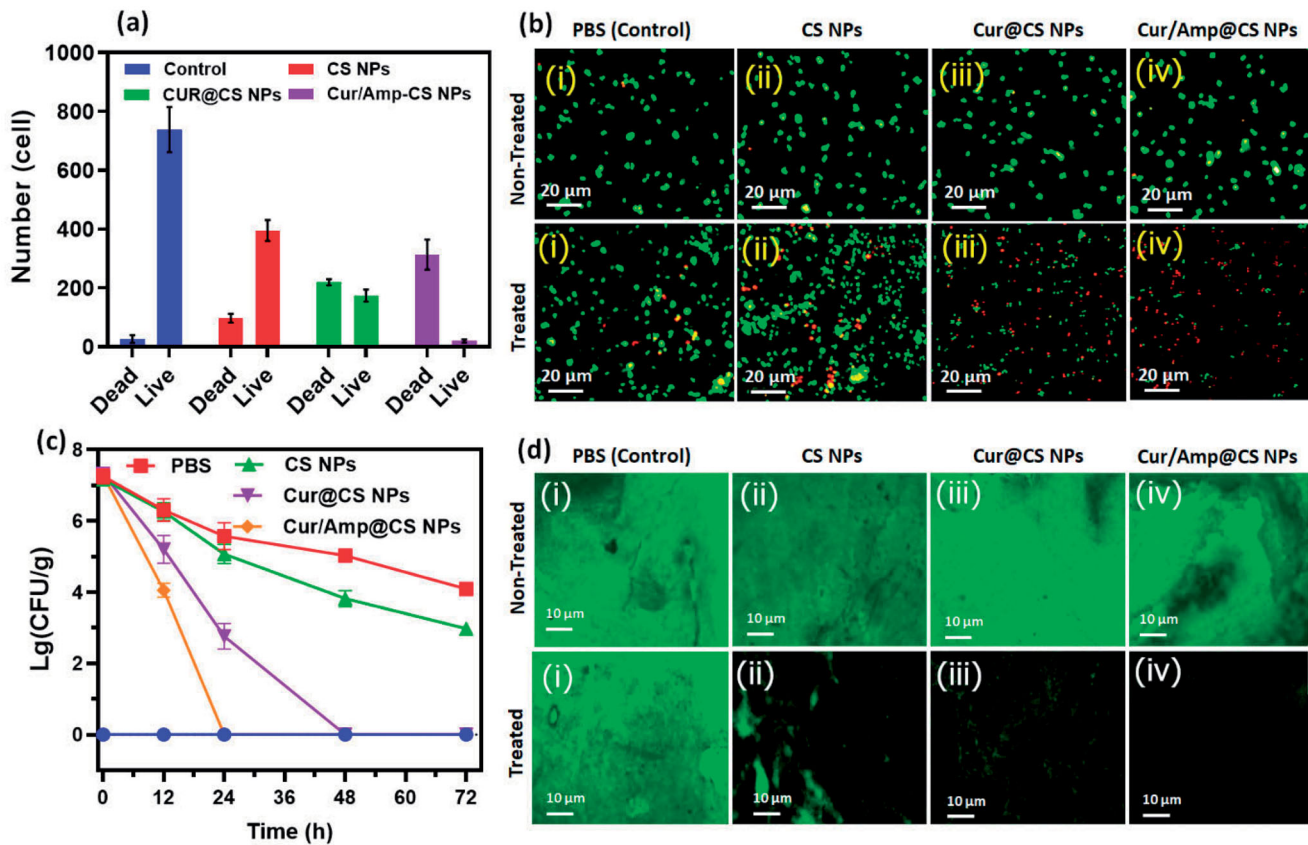 (a)
1000
800
600
400
200
0
Number (cell)
Control
CS NPs
CUR@CS NPs
Cur/Amp-CS NPs
Dead
Live
Dead
Live
Dead
Live
Dead
Live
(b)
PBS (Control)
CS NPs
Cur@CS NPs
Cur/Amp@CS NPs
Non-Treated
(i)
(ii)
(iii)
(iv)
20 µm
20 µm
20 µm
20 µm
Treated
(i)
(ii)
(iii)
(iv)
20 µm
20 µm
20 µm
20 µm
(c)
8
6
4
2
0
Lg(CFU/g)
PBS
CS NPs
Cur@CS NPs
Cur/Amp@CS NPs
0
12
24
36
48
60
72
Time (h)
(d)
PBS (Control)
CS NPs
Cur@CS NPs
Cur/Amp@CS NPs
Non-Treated
(i)
(ii)
(iii)
(iv)
10 µm
10 µm
10 µm
10 µm
Treated
(i)
(ii)
(iii)
(iv)
10 µm
10 µm
10 µm
10 µm